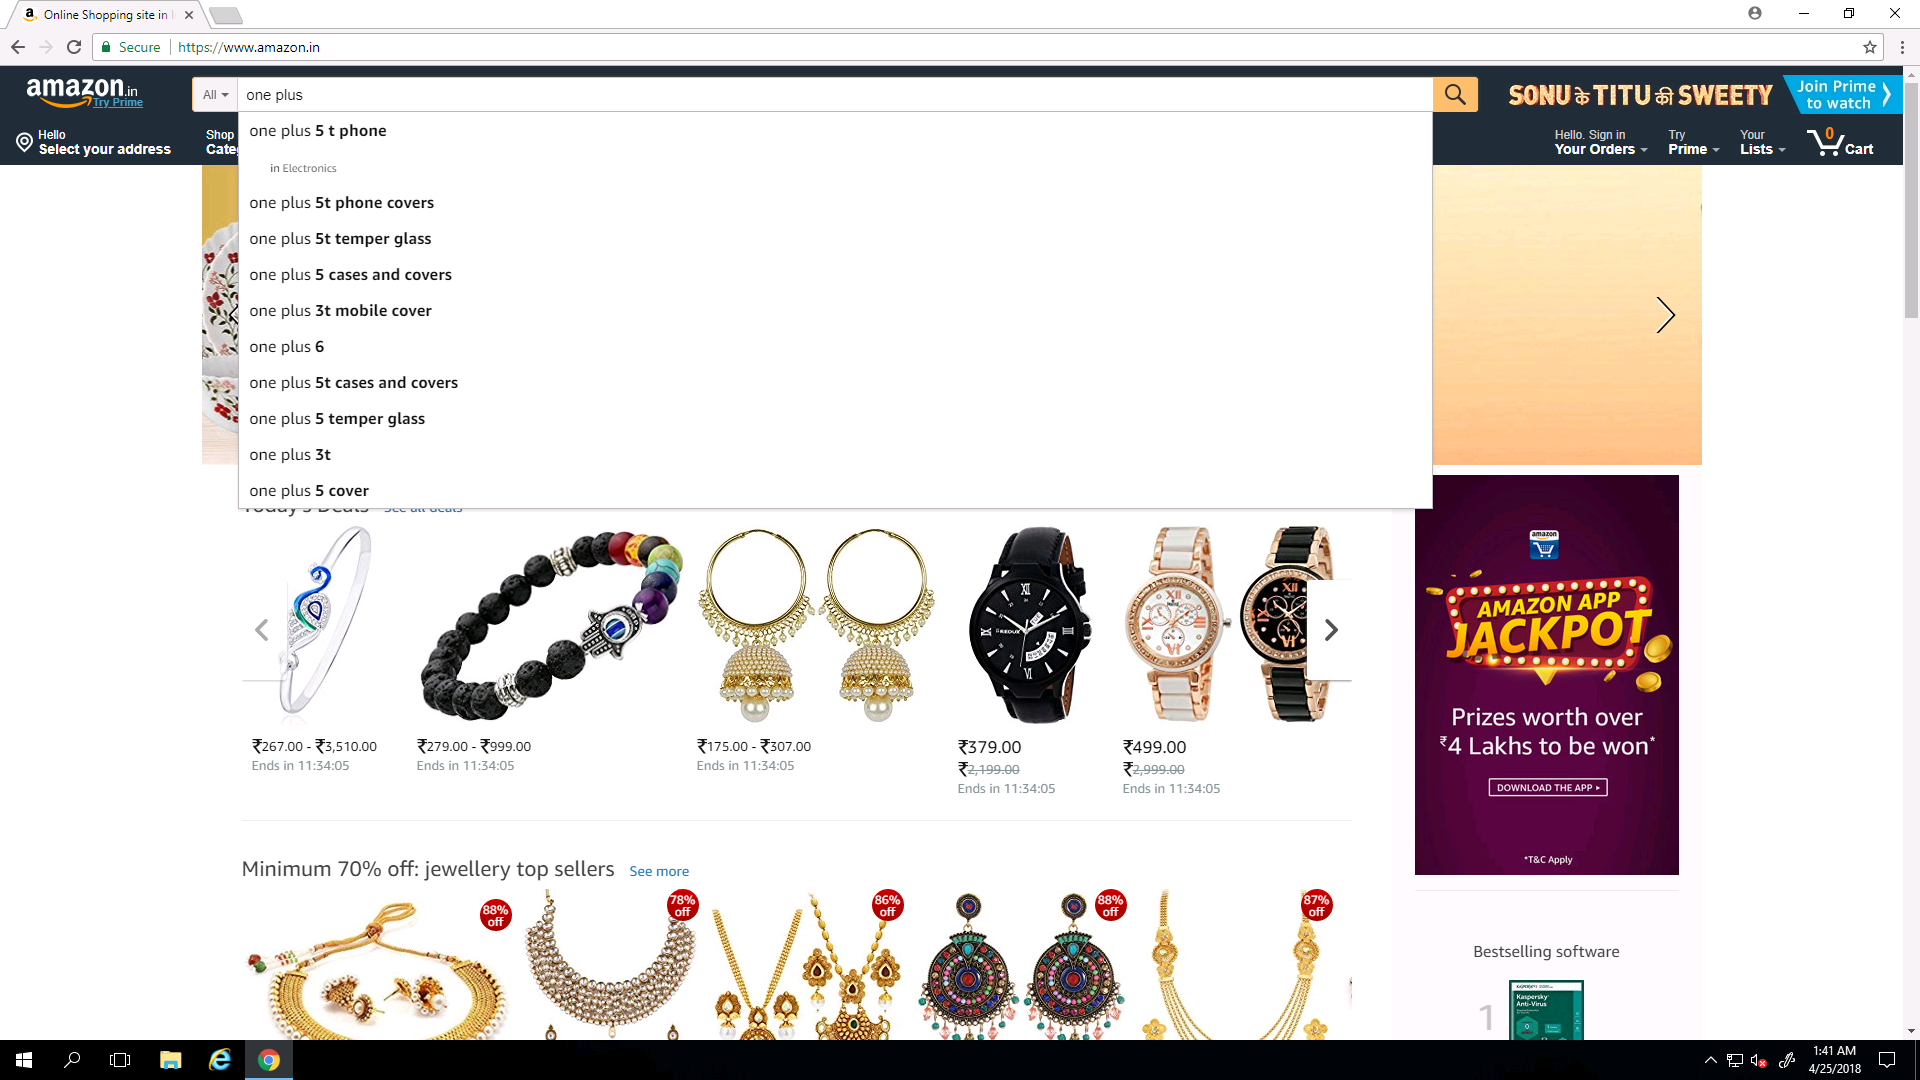 Online Shopping site in
Secure
https://www.amazon.in
amazon.in
Try Prime
All
one plus
SONU के TITU की SWEETY
Join Prime
to watch
Hello
Select your address
Shop
Cate
Hello. Sign in
Your Orders
Try
Prime
Your
Lists
0
Cart
one plus 5 t phone
in Electronics
one plus 5t phone covers
one plus 5t temper glass
one plus 5 cases and covers
one plus 3t mobile cover
one plus 6
one plus 5t cases and covers
one plus 5 temper glass
one plus 3t
one plus 5 cover
Today's Deals See all deals
₹267.00 - ₹3,510.00
Ends in 11:34:05
₹279.00 - ₹999.00
Ends in 11:34:05
₹175.00 - ₹307.00
Ends in 11:34:05
₹379.00
₹2,199.00
Ends in 11:34:05
₹499.00
₹2,999.00
Ends in 11:34:05
amazon
AMAZON APP
JACKPOT
Prizes worth over
₹4 Lakhs to be won*
DOWNLOAD THE APP
*T&C Apply
Minimum 70% off: jewellery top sellers See more
88%
off
78%
off
86%
off
88%
off
87%
off
Bestselling software
1
Kaspersky
Anti-Virus
1:41 AM
4/25/2018